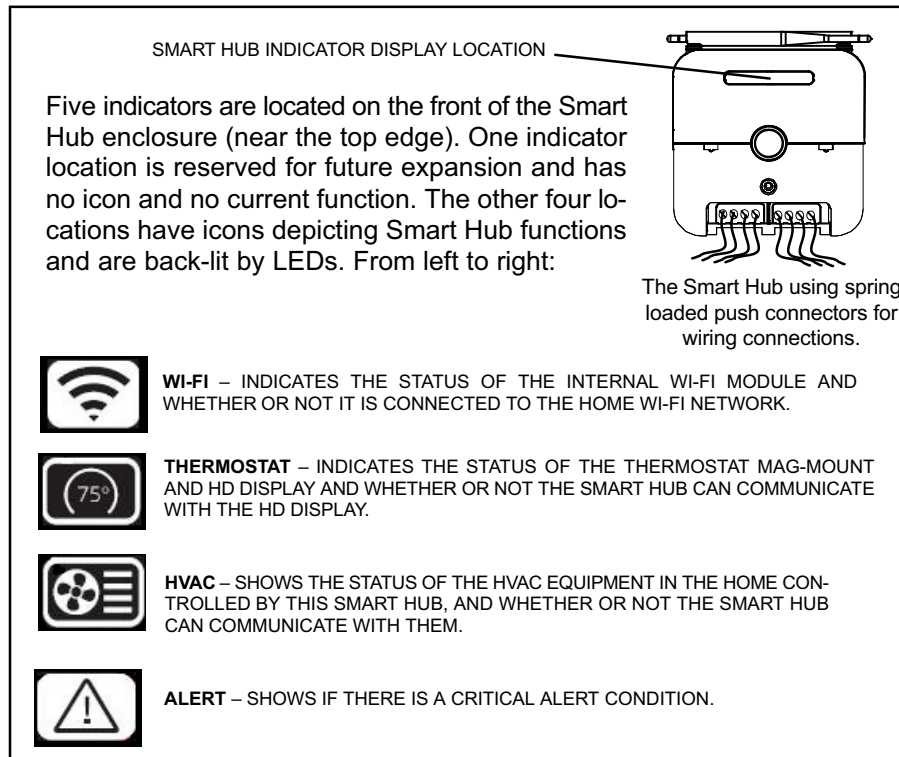 SMART HUB INDICATOR DISPLAY LOCATION
Five indicators are located on the front of the Smart
Hub enclosure (near the top edge). One indicator
location is reserved for future expansion and has
no icon and no current function. The other four lo-
cations have icons depicting Smart Hub functions
and are back-lit by LEDs. From left to right:
The Smart Hub using spring
loaded push connectors for
wiring connections.
WI-FI – INDICATES THE STATUS OF THE INTERNAL WI-FI MODULE AND
WHETHER OR NOT IT IS CONNECTED TO THE HOME WI-FI NETWORK.
75°
THERMOSTAT – INDICATES THE STATUS OF THE THERMOSTAT MAG-MOUNT
AND HD DISPLAY AND WHETHER OR NOT THE SMART HUB CAN COMMUNICATE
WITH THE HD DISPLAY.
HVAC – SHOWS THE STATUS OF THE HVAC EQUIPMENT IN THE HOME CON-
TROLLED BY THIS SMART HUB, AND WHETHER OR NOT THE SMART HUB
CAN COMMUNICATE WITH THEM.
ALERT – SHOWS IF THERE IS A CRITICAL ALERT CONDITION.